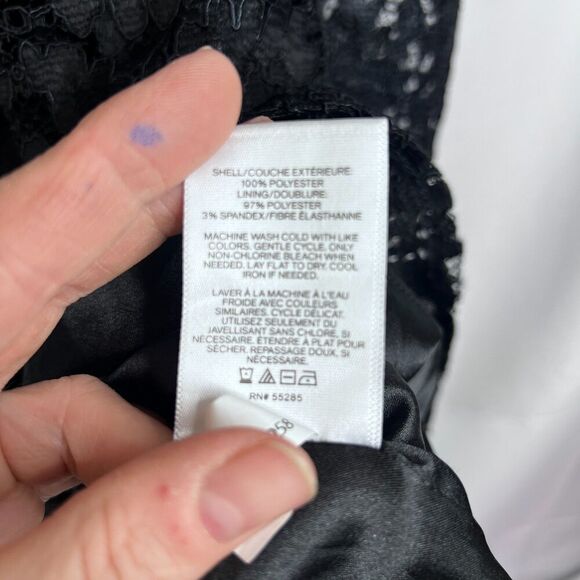 SHELL/COUCHE EXTÉRIEURE:
100% POLYESTER
LINING/DOUBLURE:
97% POLYESTER
3% SPANDEX/FIBRE ÉLASTHANNE
MACHINE WASH COLD WITH LIKE
COLORS. GENTLE CYCLE. ONLY
NON-CHLORINE BLEACH WHEN
NEEDED. LAY FLAT TO DRY. COOL
IRON IF NEEDED.
LAVER À LA MACHINE À L'EAU
FROIDE AVEC COULEURS
SIMILAIRES. CYCLE DÉLICAT.
UTILISEZ SEULEMENT DU
JAVELLISANT SANS CHLORE, SI
NÉCESSAIRE. ÉTENDRE À PLAT POUR
SÉCHER. REPASSAGE DOUX, SI
NÉCESSAIRE.
RN# 55285